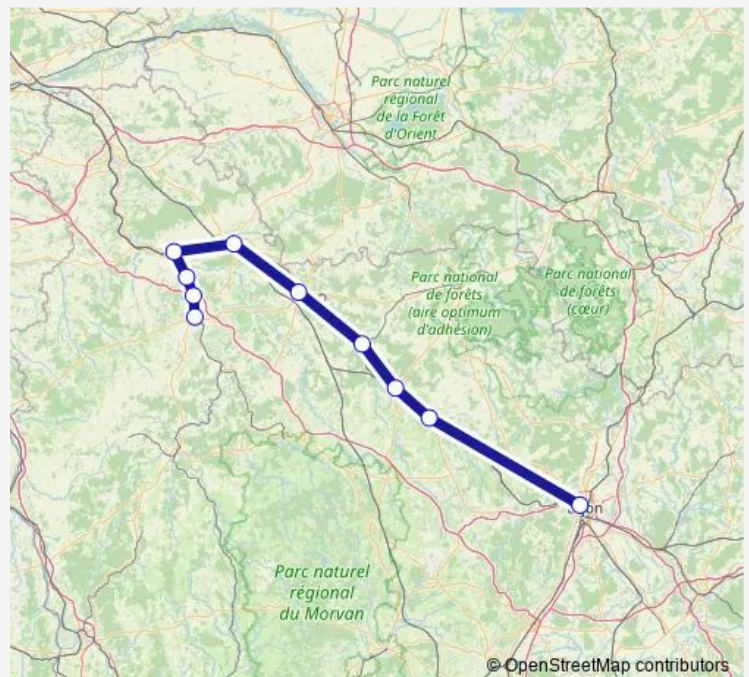 Parc naturel
régional
de la Forêt
d'Orient
Parc national
de forêts
(aire optimum
d'adhésion)
Parc national
de forêts
(cœur)
Parc naturel
régional
du Morvan
© OpenStreetMap contributors